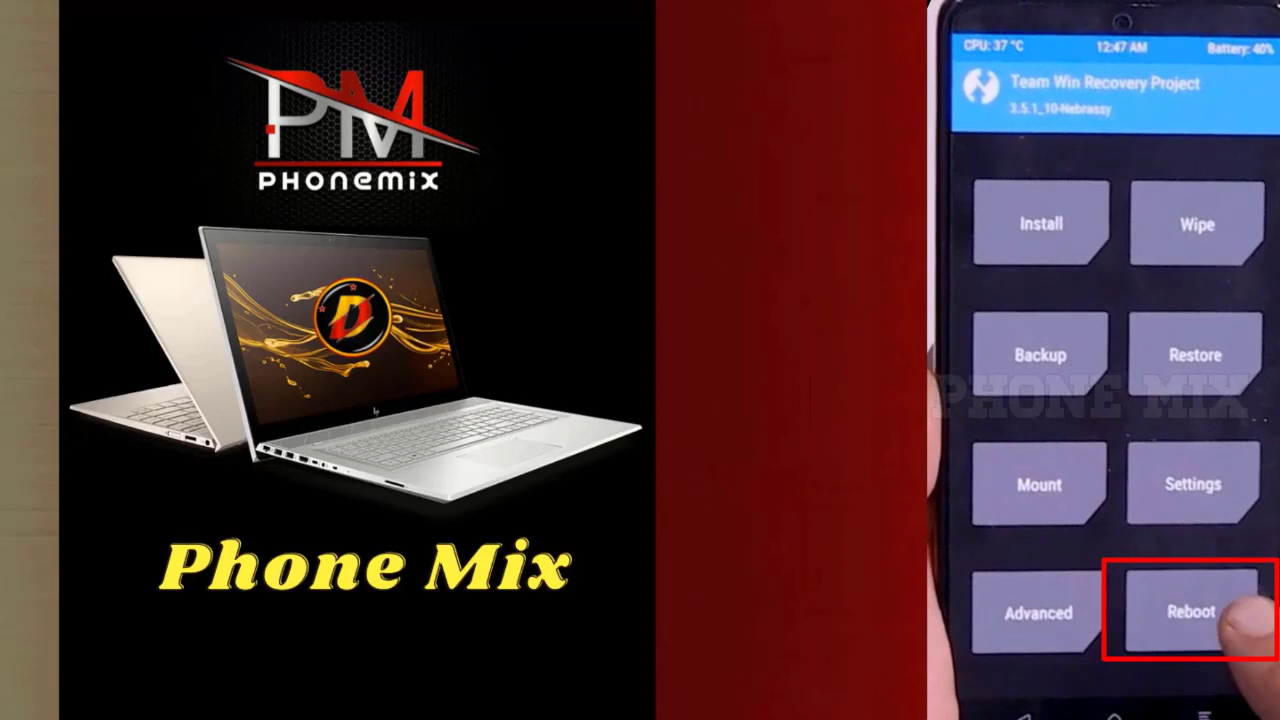 PM
PHONEMIX
D
hp
Phone Mix
CPU: 37 °C 12:47 AM Battery: 40%
Team Win Recovery Project
3.5.1_10-Nebrassy
Install Wipe
Backup Restore
PHONE MIX
Mount Settings
Advanced Reboot